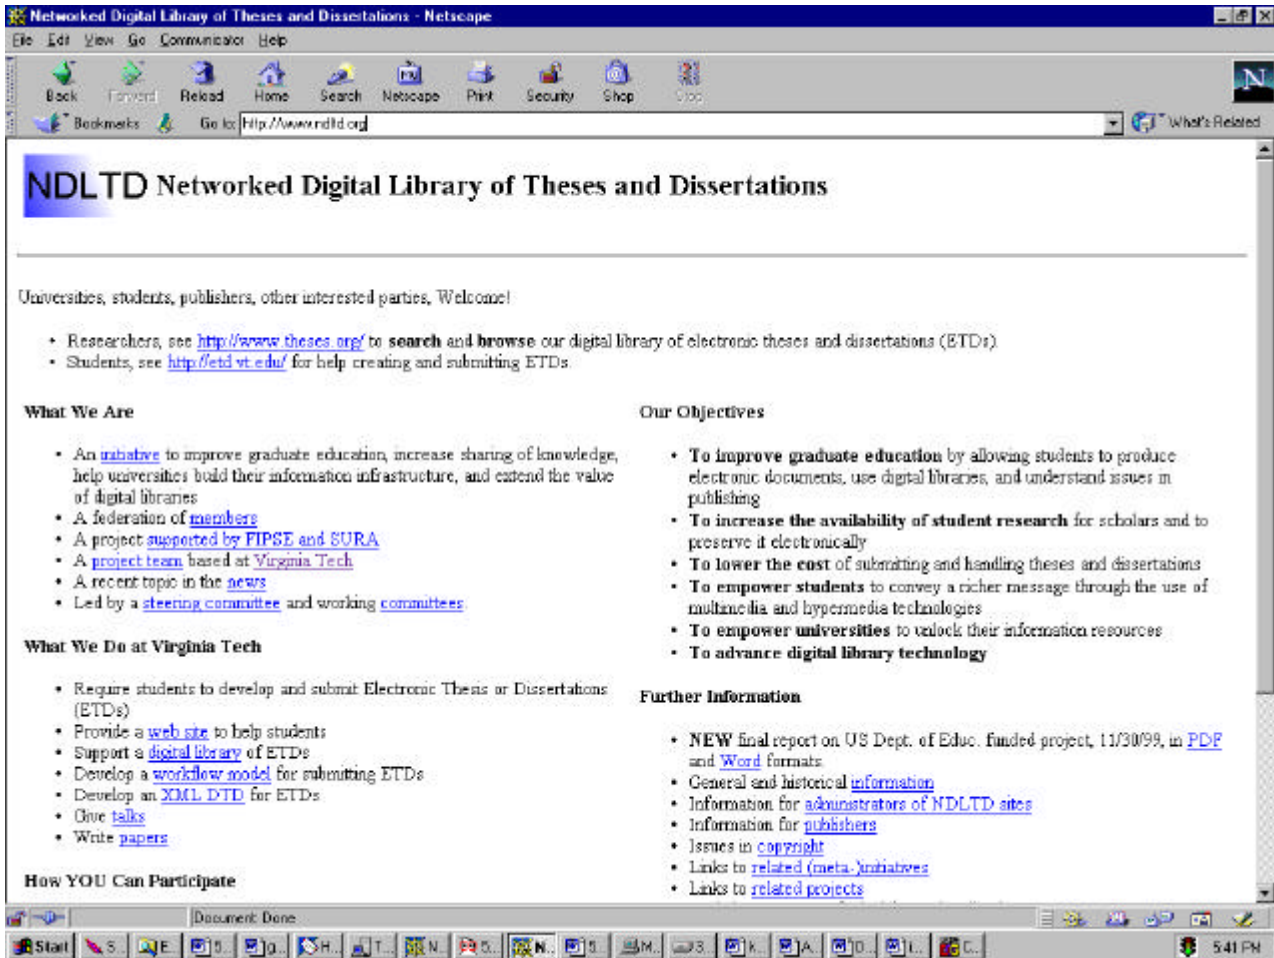 Networked Digital Library of Theses and Dissertations - Netscape
File Edit View Go Communicator Help
Back Forward Reload Home Search Netscape Print Security Shop Stop
Bookmarks Go to: http://www.ndltd.org What's Related
N
NDLTD Networked Digital Library of Theses and Dissertations
Universities, students, publishers, other interested parties, Welcome!
• Researchers, see http://www.theses.org/ to search and browse our digital library of electronic theses and dissertations (ETDs).
• Students, see http://etd.vt.edu/ for help creating and submitting ETDs.
What We Are
• An initiative to improve graduate education, increase sharing of knowledge,
help universities build their information infrastructure, and extend the value
of digital libraries
• A federation of members
• A project supported by FIPSE and SURA
• A project team based at Virginia Tech
• A recent topic in the news
• Led by a steering committee and working committees.
What We Do at Virginia Tech
• Require students to develop and submit Electronic Thesis or Dissertations
(ETDs)
• Provide a web site to help students
• Support a digital library of ETDs
• Develop a workflow model for submitting ETDs
• Develop an XML DTD for ETDs
• Give talks
• Write papers
How YOU Can Participate
Our Objectives
• To improve graduate education by allowing students to produce
electronic documents, use digital libraries, and understand issues in
publishing
• To increase the availability of student research for scholars and to
preserve it electronically
• To lower the cost of submitting and handling theses and dissertations
• To empower students to convey a richer message through the use of
multimedia and hypermedia technologies
• To empower universities to unlock their information resources
• To advance digital library technology
Further Information
• NEW final report on US Dept. of Educ. funded project, 11/30/99, in PDF
and Word formats.
• General and historical information
• Information for administrators of NDLTD sites
• Information for publishers
• Issues in copyright
• Links to related (meta-)initiatives
• Links to related projects
Document: Done
Start S.. E.. 5.. g.. H.. T.. N.. 5.. N.. 5.. M.. 3.. k.. A.. D.. i.. C.. 5:41 PM